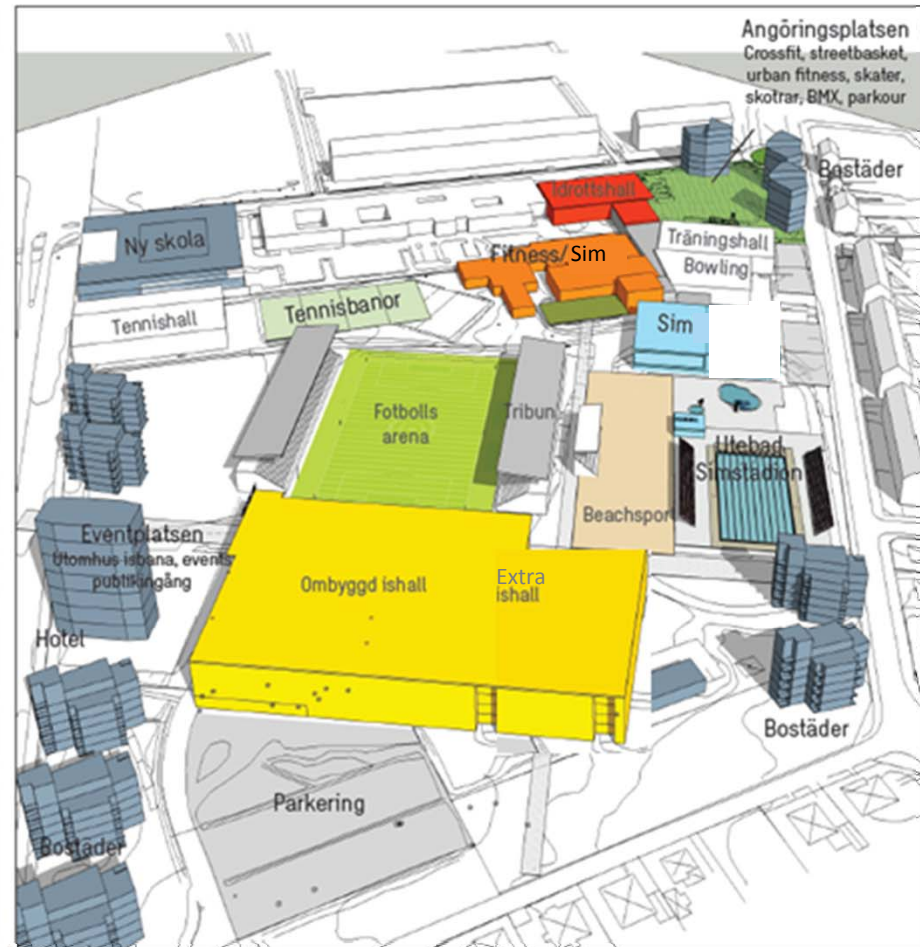 Angöringsplatsen
Crossfit, streetbasket,
urban fitness, skater,
skotrar, BMX, parkour
Bostäder
Idrottshall
Ny skola
Fitness/Sim
Träningshall
Bowling
Tennishall
Tennisbanor
Sim
Fotbolls
arena
Tribun
Utebad
Simstadion
Beachsport
Eventplatsen
Utomhus isbana, events
publikingång
Ombyggd ishall
Extra
ishall
Hotel
Bostäder
Parkering
Bostäder